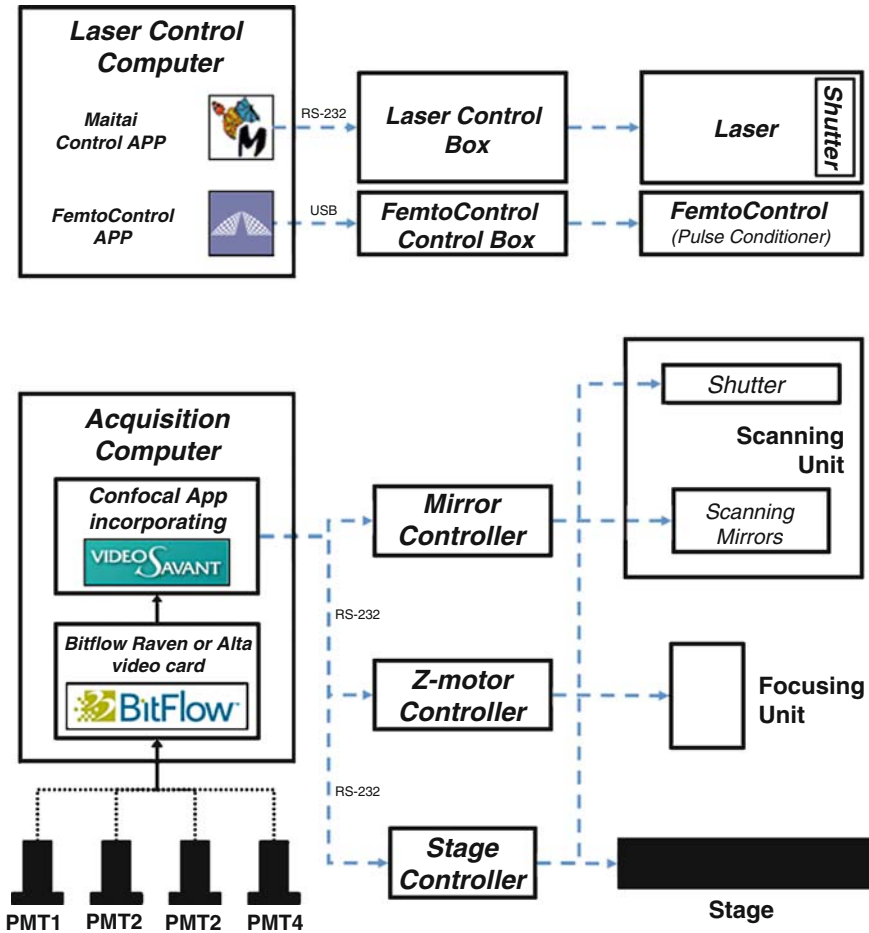 Laser Control
Computer
Maitai
Control APP
M
RS-232
Laser Control
Box
Laser
Shutter
FemtoControl
APP
USB
FemtoControl
Control Box
FemtoControl
(Pulse Conditioner)
Acquisition
Computer
Confocal App
incorporating
VIDEO SAVANT
Bitflow Raven or Alta
video card
BitFlow™
PMT1
PMT2
PMT2
PMT4
Mirror
Controller
RS-232
Z-motor
Controller
RS-232
Stage
Controller
Shutter
Scanning
Unit
Scanning
Mirrors
Focusing
Unit
Stage